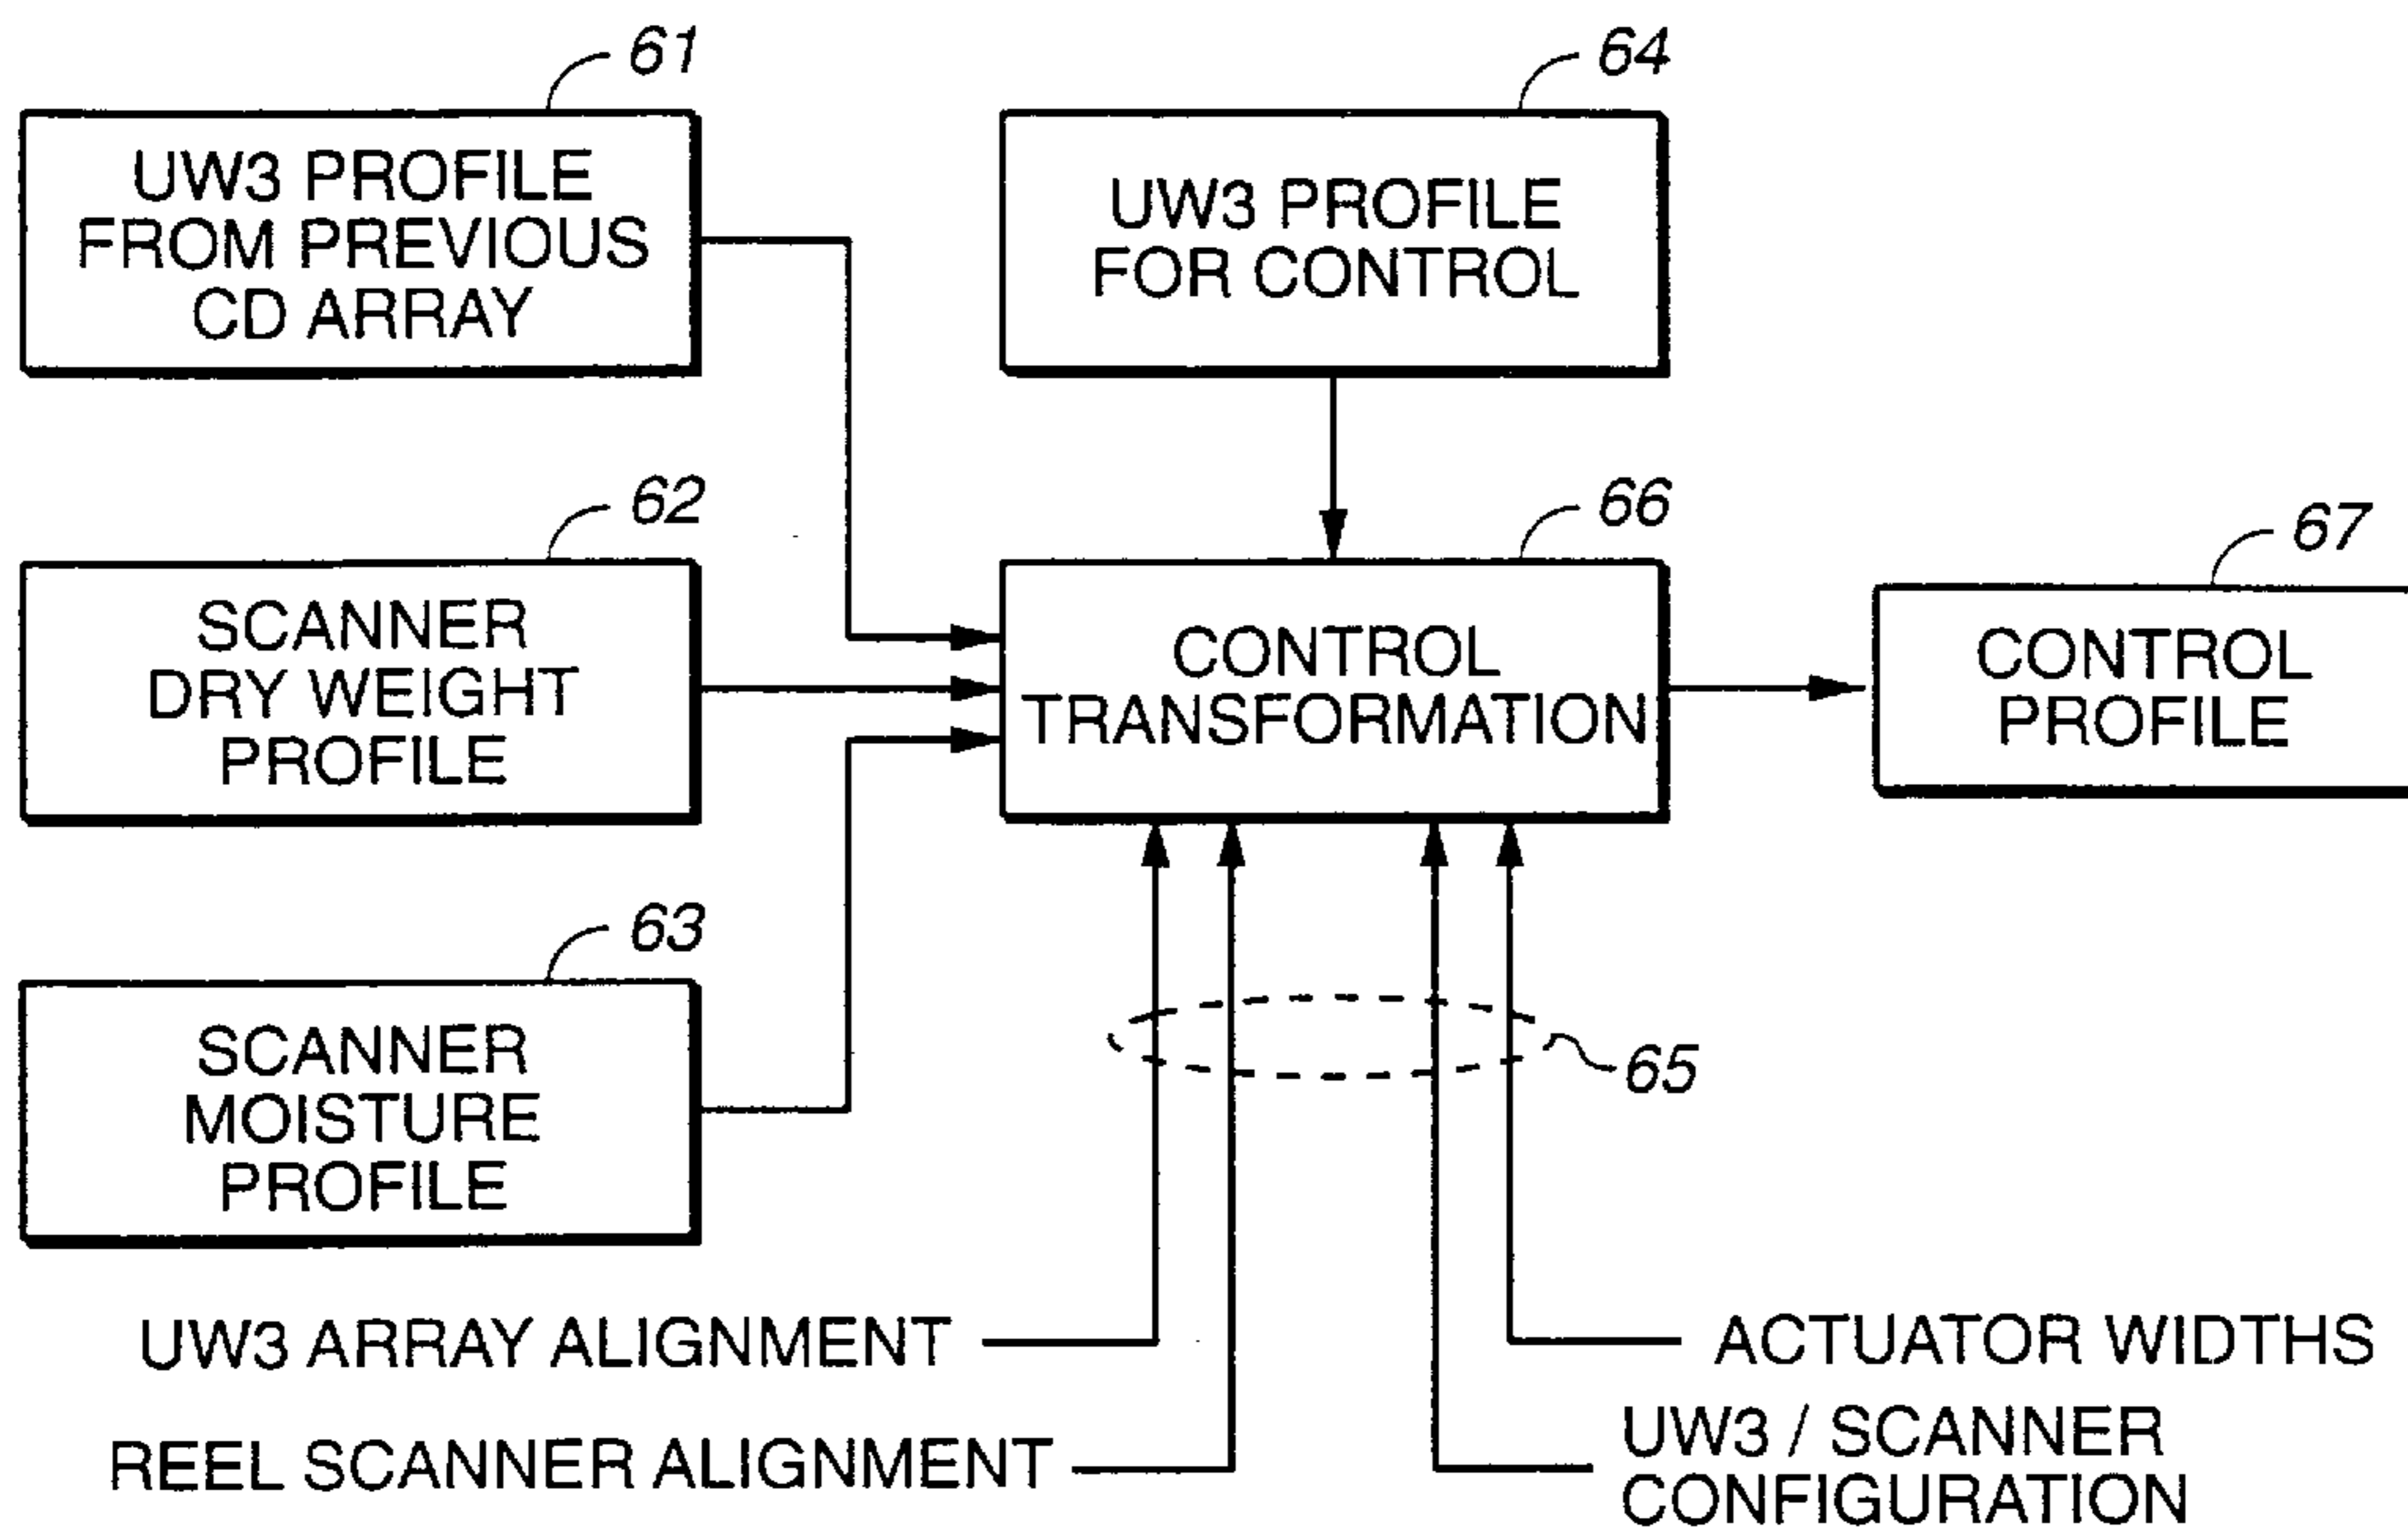 61
UW3 PROFILE
FROM PREVIOUS
CD ARRAY
64
UW3 PROFILE
FOR CONTROL
62
SCANNER
DRY WEIGHT
PROFILE
66
CONTROL
TRANSFORMATION
67
CONTROL
PROFILE
63
SCANNER
MOISTURE
PROFILE
65
UW3 ARRAY ALIGNMENT
REEL SCANNER ALIGNMENT
ACTUATOR WIDTHS
UW3 / SCANNER
CONFIGURATION